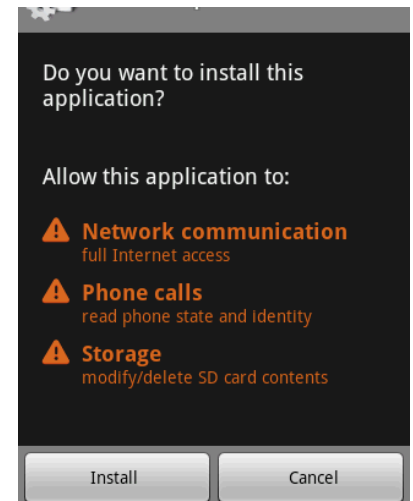 Do you want to install this
application?
Allow this application to:
Network communication
full Internet access
Phone calls
read phone state and identity
Storage
modify/delete SD card contents
Install
Cancel